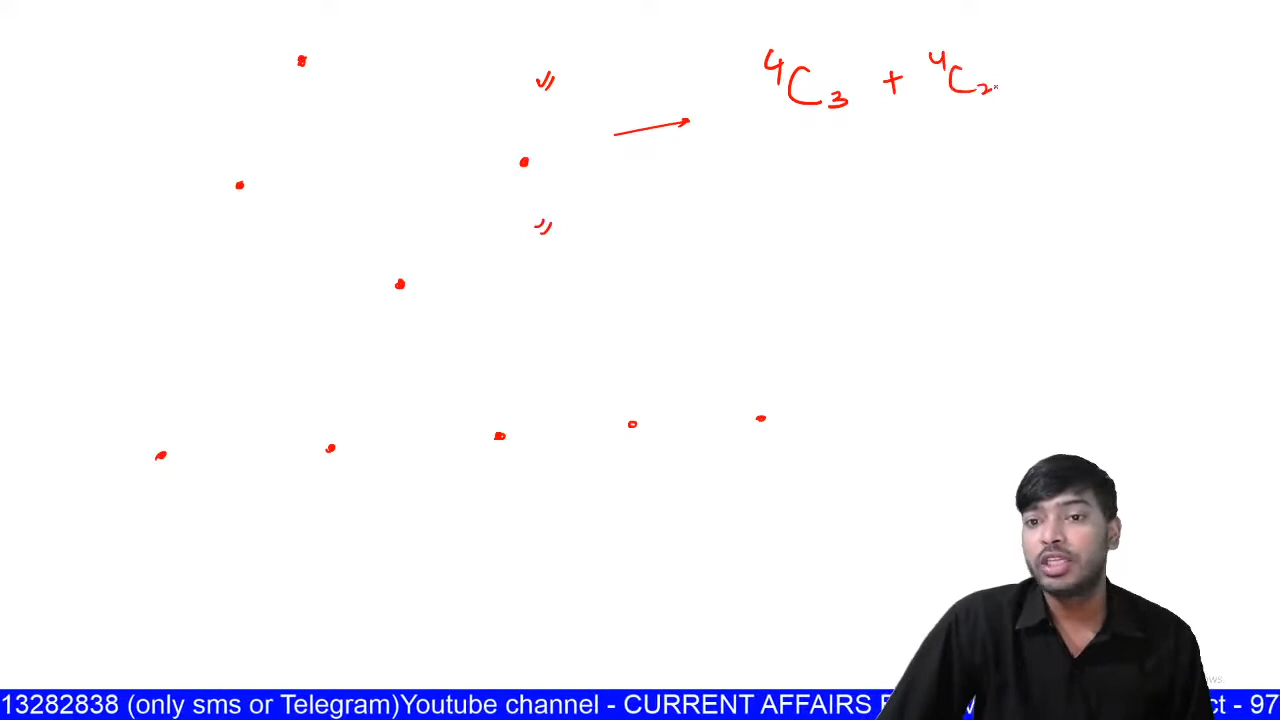 ⁴C₃ + ⁴C₂
13282838 (only sms or Telegram)Youtube channel - CURRENT AFFAIRS ct - 97